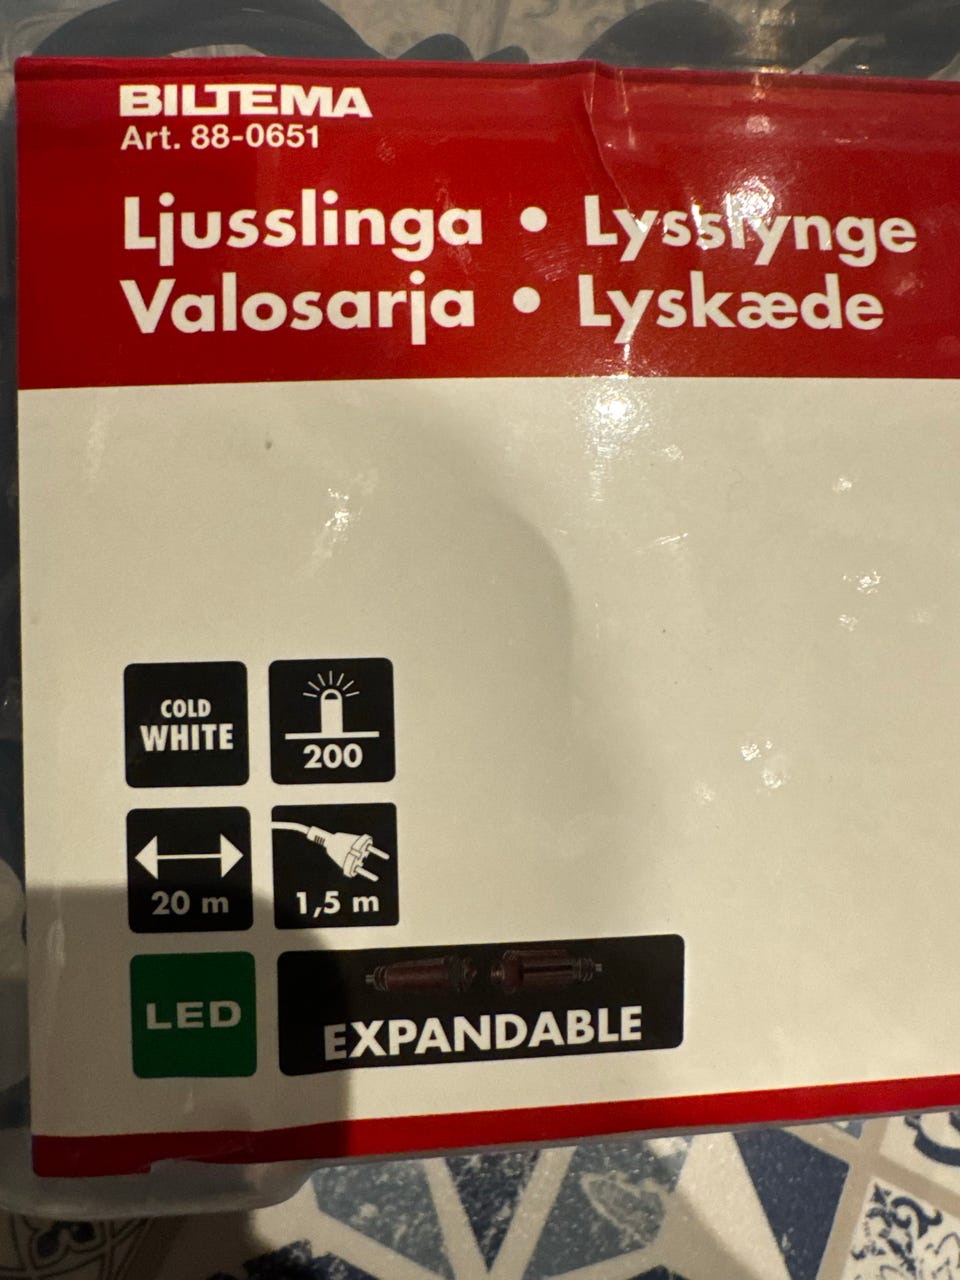 BILTEMA
Art. 88-0651
Ljusslinga • Lysslynge
Valosarja • Lyskæde
COLD
WHITE
200
20 m
1,5 m
LED
EXPANDABLE